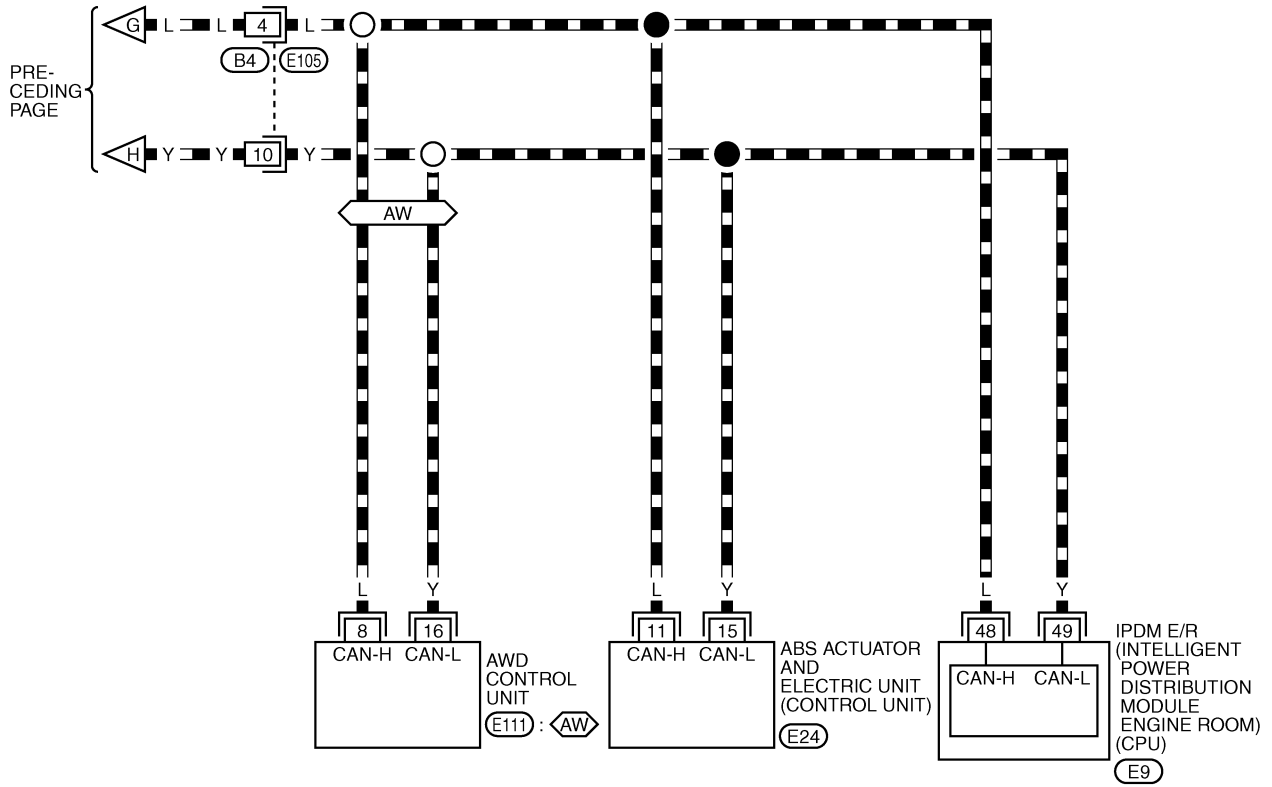 G L L 4 L
B4 E105
PRE-
CEDING
PAGE
H Y Y 10 Y
AW
L Y L Y L Y
8 16 11 15 48 49
CAN-H CAN-L
AWD
CONTROL
UNIT
E111 : AW
CAN-H CAN-L
ABS ACTUATOR
AND
ELECTRIC UNIT
(CONTROL UNIT)
E24
CAN-H CAN-L
IPDM E/R
(INTELLIGENT
POWER
DISTRIBUTION
MODULE
ENGINE ROOM)
(CPU)
E9